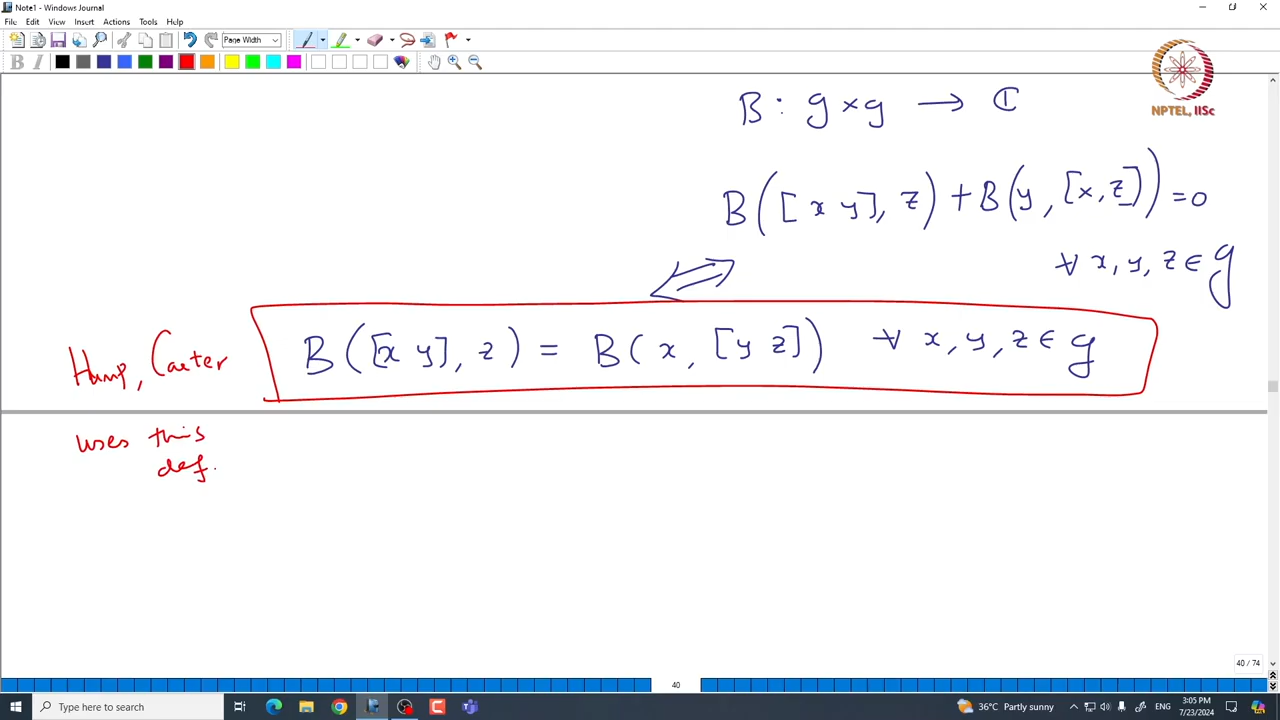 Note1 - Windows Journal
File Edit View Insert Actions Tools Help
Page Width
NPTEL, IISc
B : g × g → ℂ
B([x y], z) + B(y, [x, z]) = 0
∀ x, y, z ∈ g
Hump, Carter
B([x y], z) = B(x, [y z]) ∀ x, y, z ∈ g
uses this
def.
40 / 74
40
Type here to search
36°C Partly sunny
ENG
3:05 PM
7/23/2024